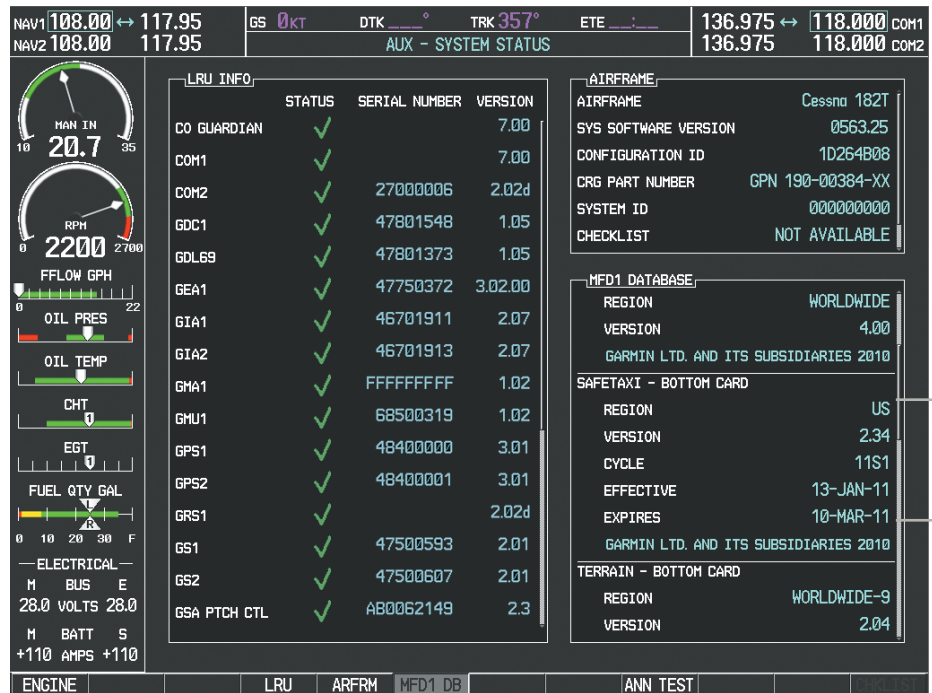 NAV1 108.00 ↔ 117.95
NAV2 108.00 117.95
GS 0KT DTK ___° TRK 357° ETE __:__
AUX – SYSTEM STATUS
136.975 ↔ 118.000 COM1
136.975 118.000 COM2
MAN IN
10 20.7 35
RPM
0 2200 2700
FFLOW GPH
0 22
OIL PRES
OIL TEMP
CHT
1
EGT
1
FUEL QTY GAL
L
R
0 10 20 30 F
ELECTRICAL
M BUS E
28.0 VOLTS 28.0
M BATT S
+110 AMPS +110
LRU INFO
STATUS SERIAL NUMBER VERSION
CO GUARDIAN ✓ 7.00
COM1 ✓ 7.00
COM2 ✓ 27000006 2.02d
GDC1 ✓ 47801548 1.05
GDL69 ✓ 47801373 1.05
GEA1 ✓ 47750372 3.02.00
GIA1 ✓ 46701911 2.07
GIA2 ✓ 46701913 2.07
GMA1 ✓ FFFFFFFFF 1.02
GMU1 ✓ 68500319 1.02
GPS1 ✓ 48400000 3.01
GPS2 ✓ 48400001 3.01
GRS1 ✓ 2.02d
GS1 ✓ 47500593 2.01
GS2 ✓ 47500607 2.01
GSA PTCH CTL ✓ AB0062149 2.3
AIRFRAME
AIRFRAME Cessna 182T
SYS SOFTWARE VERSION 0563.25
CONFIGURATION ID 1D264B08
CRG PART NUMBER GPN 190-00384-XX
SYSTEM ID 000000000
CHECKLIST NOT AVAILABLE
MFD1 DATABASE
REGION WORLDWIDE
VERSION 4.00
GARMIN LTD. AND ITS SUBSIDIARIES 2010
SAFETAXI – BOTTOM CARD
REGION US
VERSION 2.34
CYCLE 11S1
EFFECTIVE 13-JAN-11
EXPIRES 10-MAR-11
GARMIN LTD. AND ITS SUBSIDIARIES 2010
TERRAIN – BOTTOM CARD
REGION WORLDWIDE-9
VERSION 2.04
ENGINE LRU ARFRM MFD1 DB ANN TEST CHKLIST